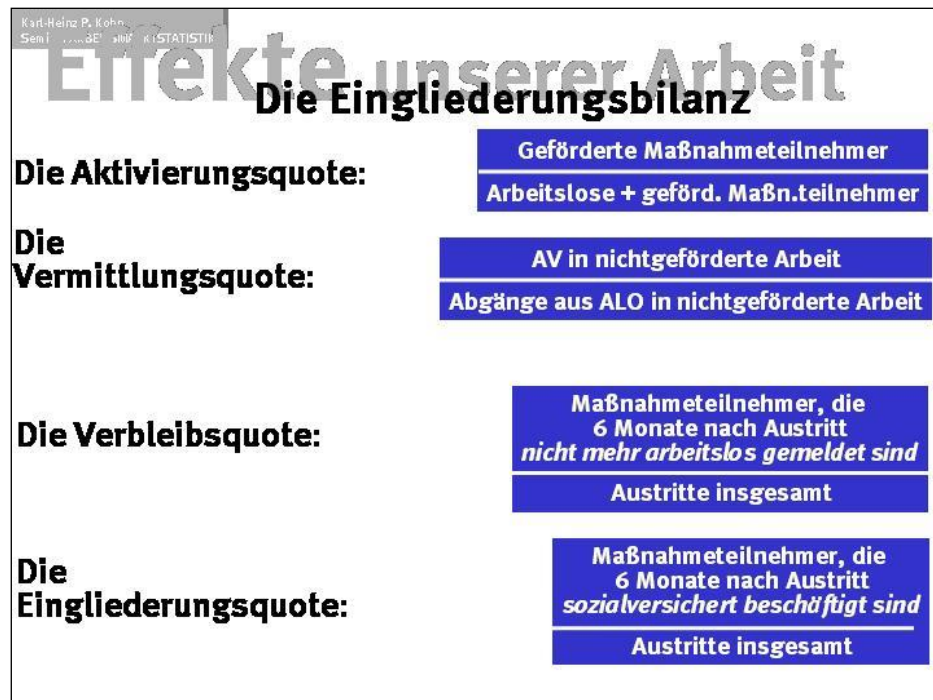 Karl-Heinz P. Kohn
Effekte unserer Arbeit
Die Eingliederungsbilanz
Die Aktivierungsquote:
Geförderte Maßnahmeteilnehmer
Arbeitslose + geförd. Maßn.teilnehmer
Die
Vermittlungsquote:
AV in nichtgeförderte Arbeit
Abgänge aus ALO in nichtgeförderte Arbeit
Die Verbleibsquote:
Maßnahmeteilnehmer, die
6 Monate nach Austritt
nicht mehr arbeitslos gemeldet sind
Austritte insgesamt
Die
Eingliederungsquote:
Maßnahmeteilnehmer, die
6 Monate nach Austritt
sozialversichert beschäftigt sind
Austritte insgesamt